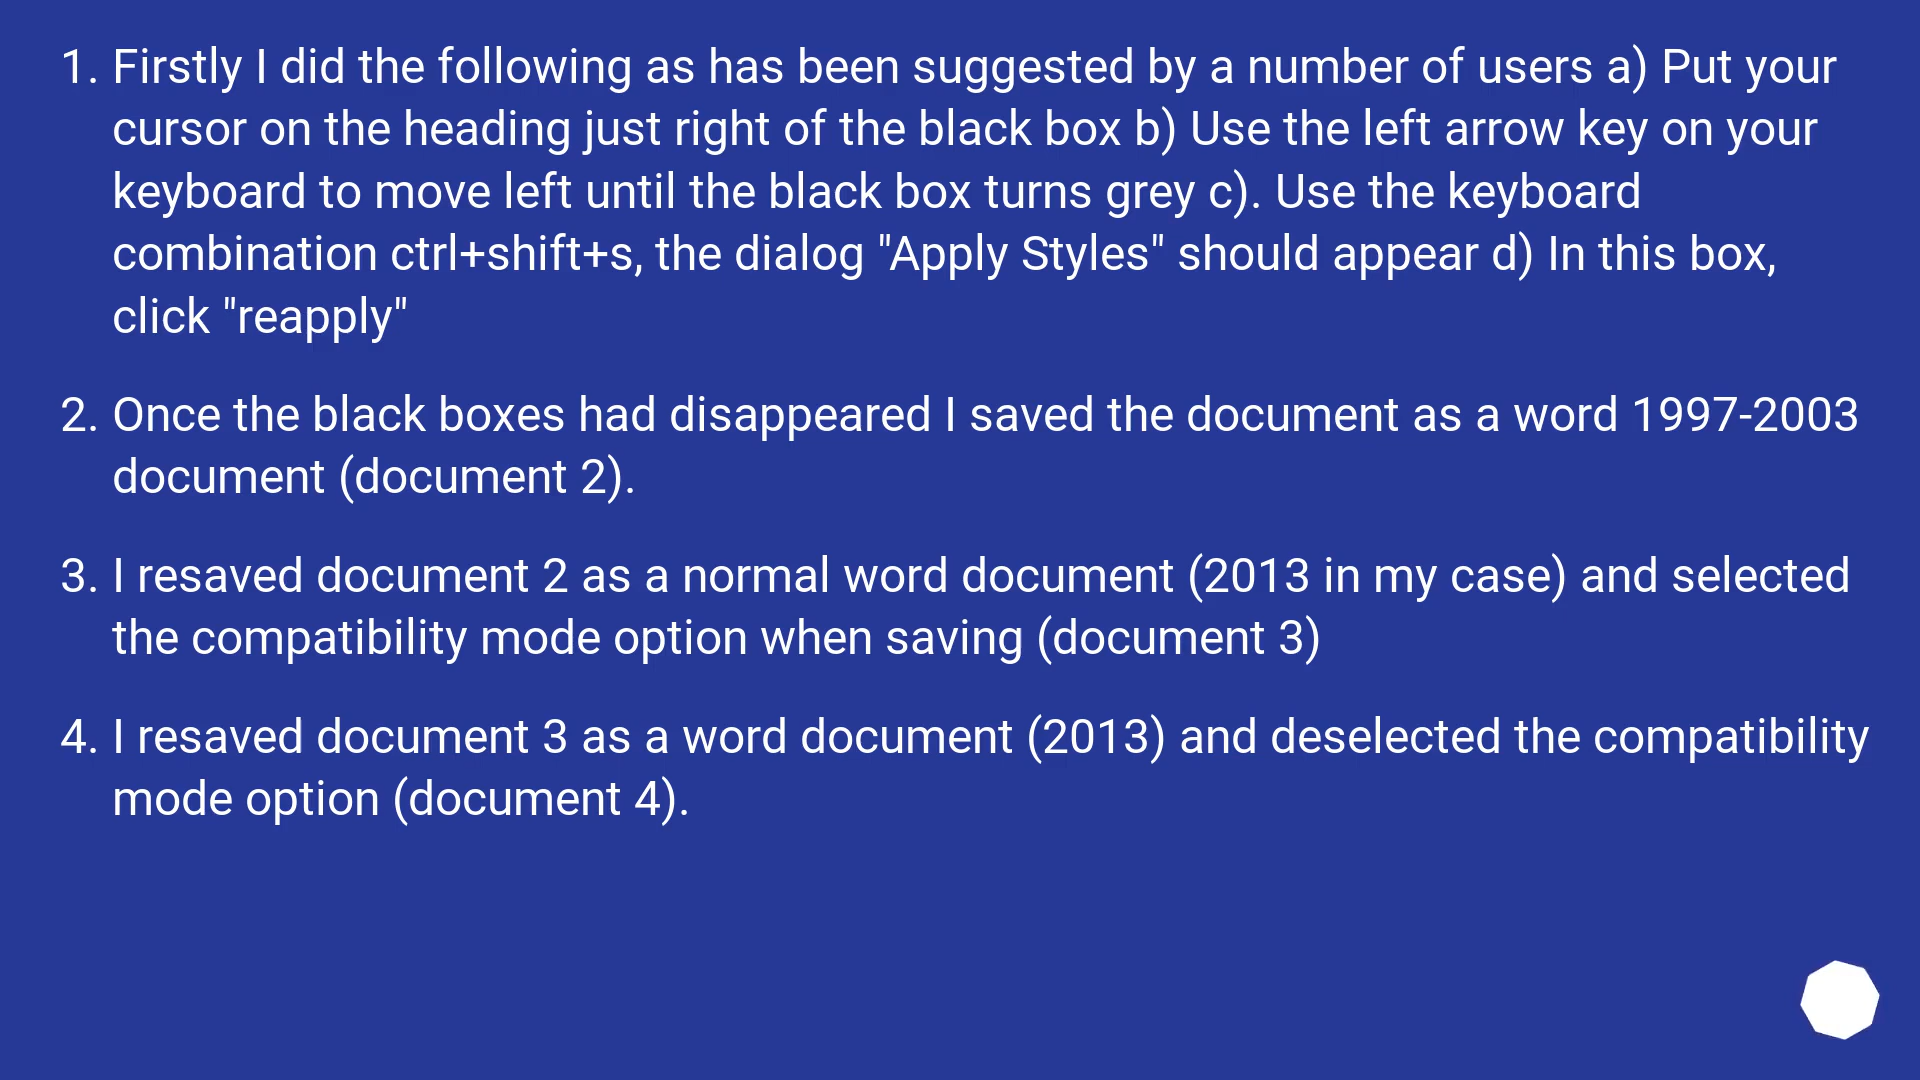 1. Firstly I did the following as has been suggested by a number of users a) Put your
cursor on the heading just right of the black box b) Use the left arrow key on your
keyboard to move left until the black box turns grey c). Use the keyboard
combination ctrl+shift+s, the dialog "Apply Styles" should appear d) In this box,
click "reapply"
2. Once the black boxes had disappeared I saved the document as a word 1997-2003
document (document 2).
3. I resaved document 2 as a normal word document (2013 in my case) and selected
the compatibility mode option when saving (document 3)
4. I resaved document 3 as a word document (2013) and deselected the compatibility
mode option (document 4).